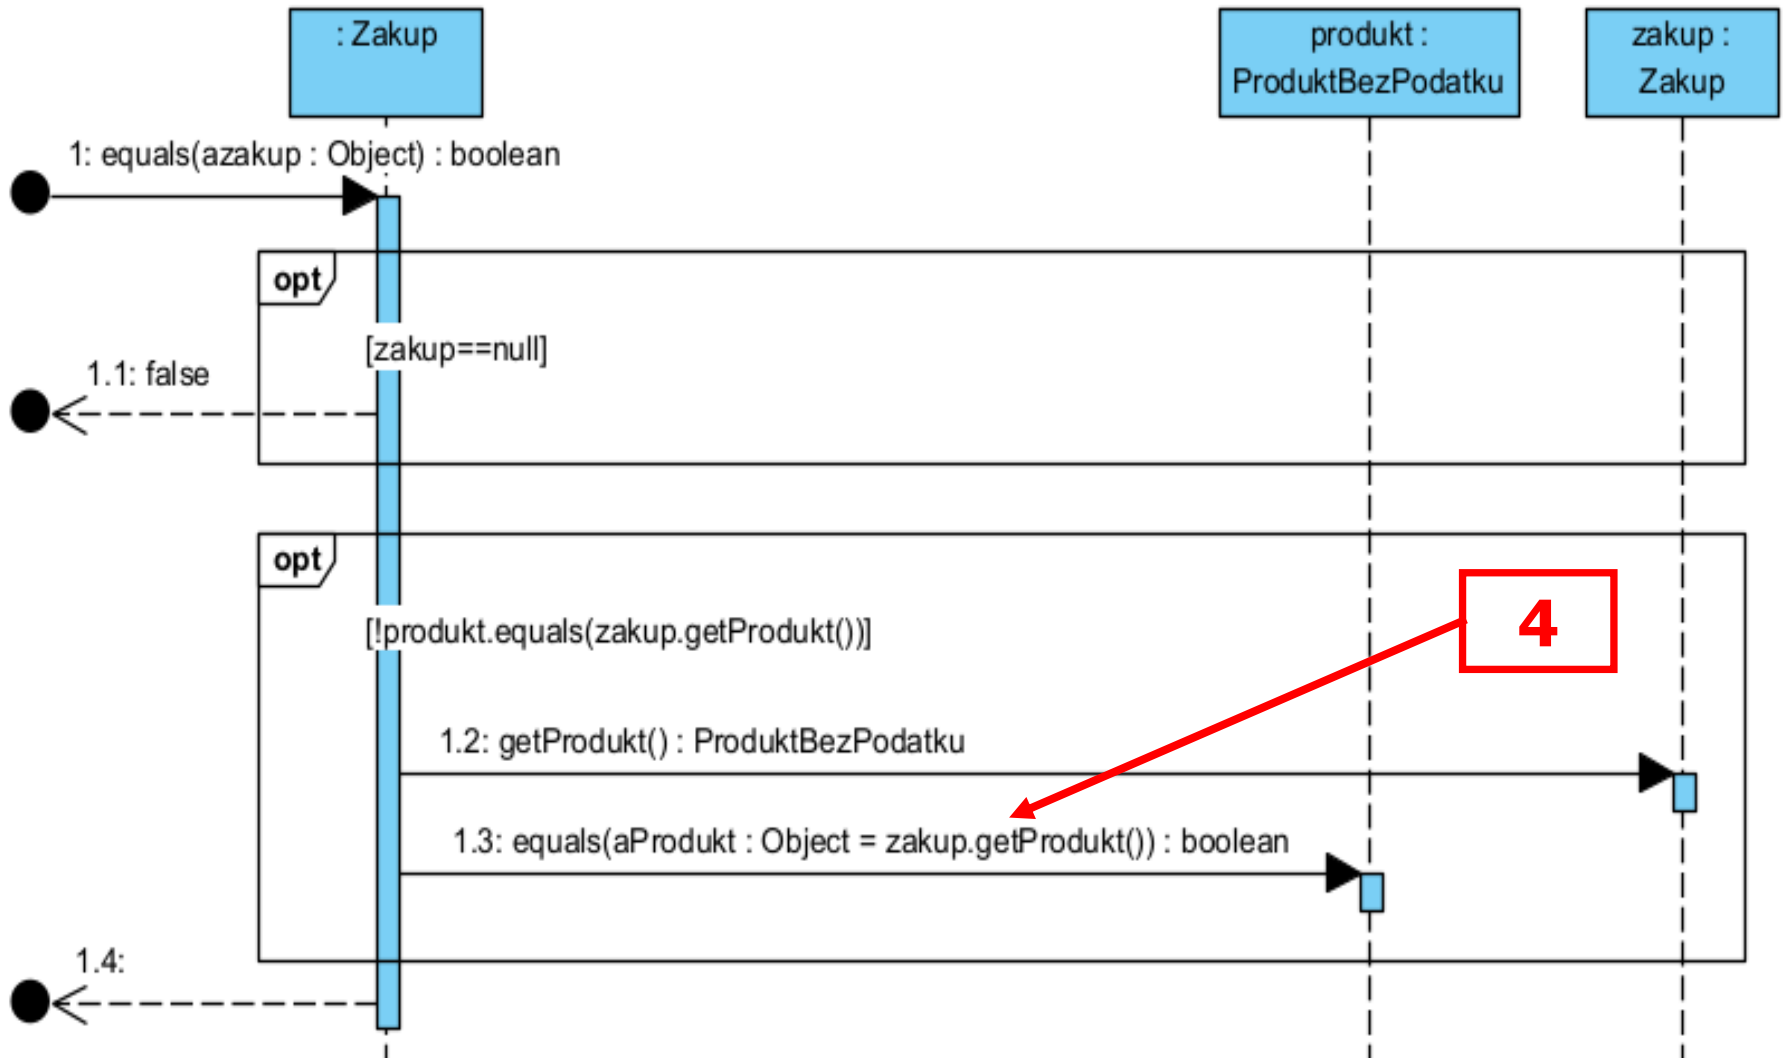 : Zakup
produkt :
ProduktBezPodatku
zakup :
Zakup
1: equals(azakup : Object) : boolean
opt
[zakup==null]
1.1: false
opt
4
[!produkt.equals(zakup.getProdukt())]
1.2: getProdukt() : ProduktBezPodatku
1.3: equals(aProdukt : Object = zakup.getProdukt()) : boolean
1.4: